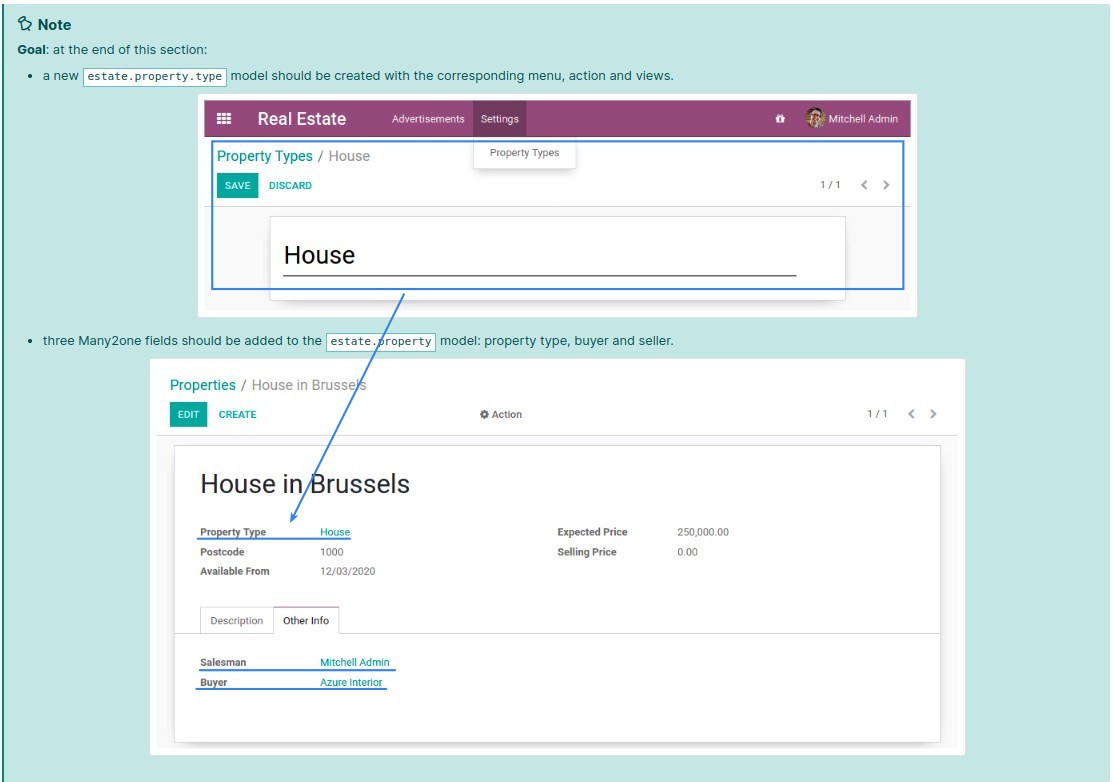 Note
Goal: at the end of this section:
a new estate.property.type model should be created with the corresponding menu, action and views.
Real Estate Advertisements Settings Mitchell Admin
Property Types / House Property Types
SAVE DISCARD 1 / 1
House
three Many2one fields should be added to the estate.property model: property type, buyer and seller.
Properties / House in Brussels
EDIT CREATE Action 1 / 1
House in Brussels
Property Type House Expected Price 250,000.00
Postcode 1000 Selling Price 0.00
Available From 12/03/2020
Description Other Info
Salesman Mitchell Admin
Buyer Azure Interior